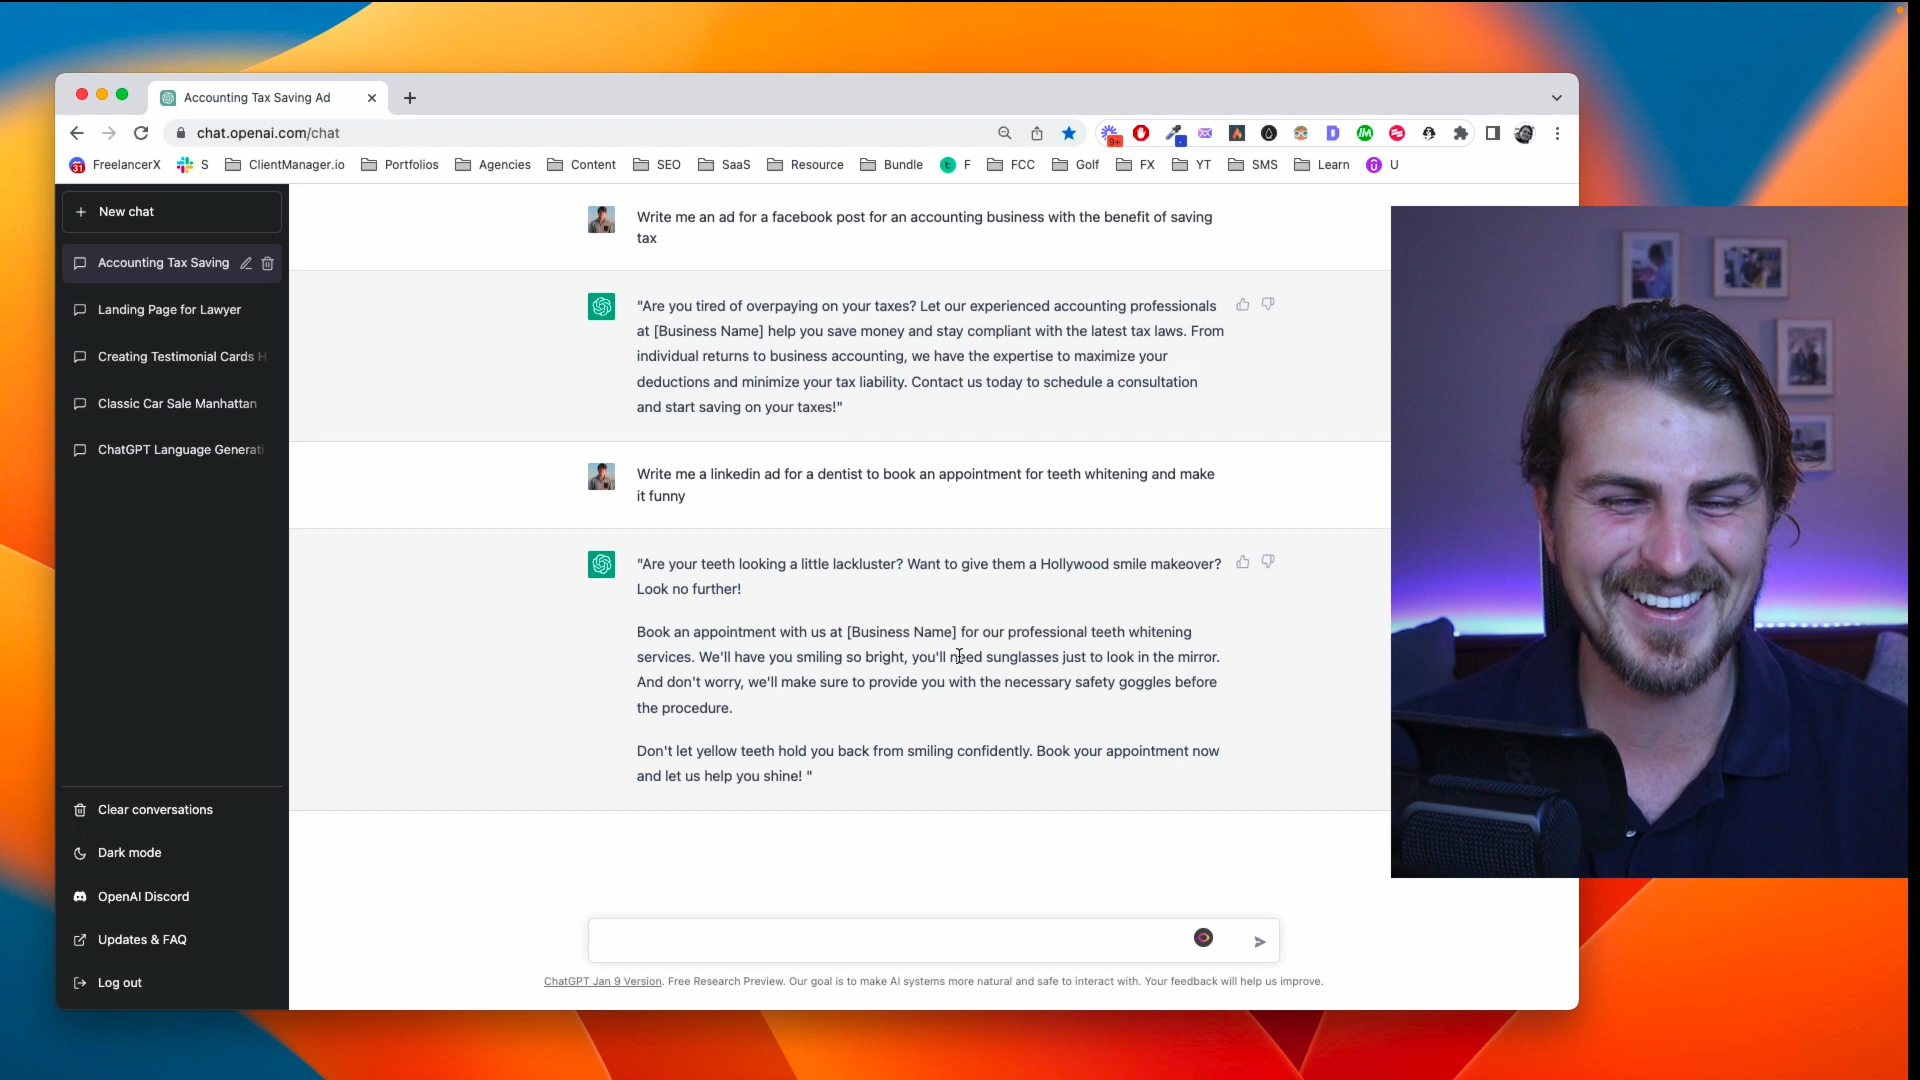 Accounting Tax Saving Ad
chat.openai.com/chat
9+
31 FreelancerX S ClientManager.io Portfolios Agencies Content SEO SaaS Resource Bundle F FCC Golf FX YT SMS Learn U
New chat
Accounting Tax Saving
Landing Page for Lawyer
Creating Testimonial Cards H
Classic Car Sale Manhattan
ChatGPT Language Generati
Clear conversations
Dark mode
OpenAI Discord
Updates & FAQ
Log out
Write me an ad for a facebook post for an accounting business with the benefit of saving
tax
"Are you tired of overpaying on your taxes? Let our experienced accounting professionals
at [Business Name] help you save money and stay compliant with the latest tax laws. From
individual returns to business accounting, we have the expertise to maximize your
deductions and minimize your tax liability. Contact us today to schedule a consultation
and start saving on your taxes!"
Write me a linkedin ad for a dentist to book an appointment for teeth whitening and make
it funny
"Are your teeth looking a little lackluster? Want to give them a Hollywood smile makeover?
Look no further!
Book an appointment with us at [Business Name] for our professional teeth whitening
services. We'll have you smiling so bright, you'll need sunglasses just to look in the mirror.
And don't worry, we'll make sure to provide you with the necessary safety goggles before
the procedure.
Don't let yellow teeth hold you back from smiling confidently. Book your appointment now
and let us help you shine! "
ChatGPT Jan 9 Version. Free Research Preview. Our goal is to make AI systems more natural and safe to interact with. Your feedback will help us improve.